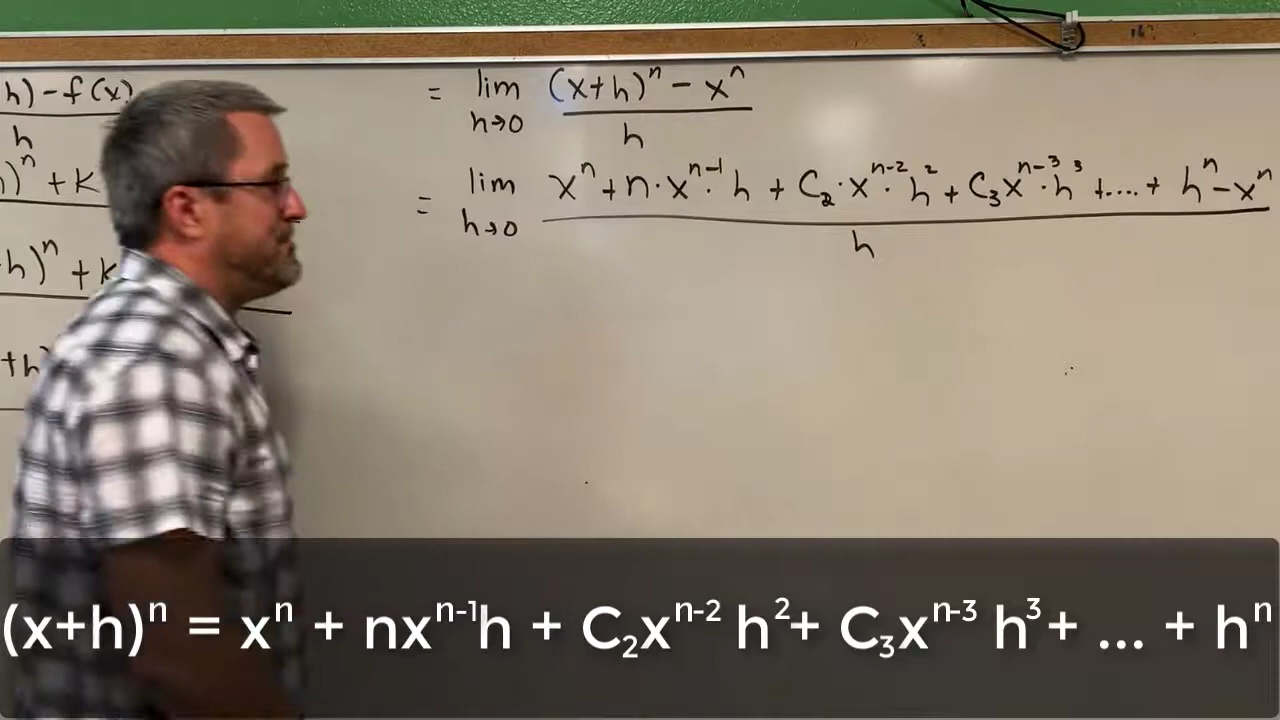 h) - f(x)
h
)ⁿ + K
h)ⁿ + K
+h)
= lim h→0 (x+h)ⁿ - xⁿ / h
= lim h→0 xⁿ + n·xⁿ⁻¹·h + C₂·xⁿ⁻²·h² + C₃xⁿ⁻³·h³ + .... + hⁿ - xⁿ / h
(x+h)ⁿ = xⁿ + nxⁿ⁻¹h + C₂xⁿ⁻² h² + C₃xⁿ⁻³ h³ + ... + hⁿ